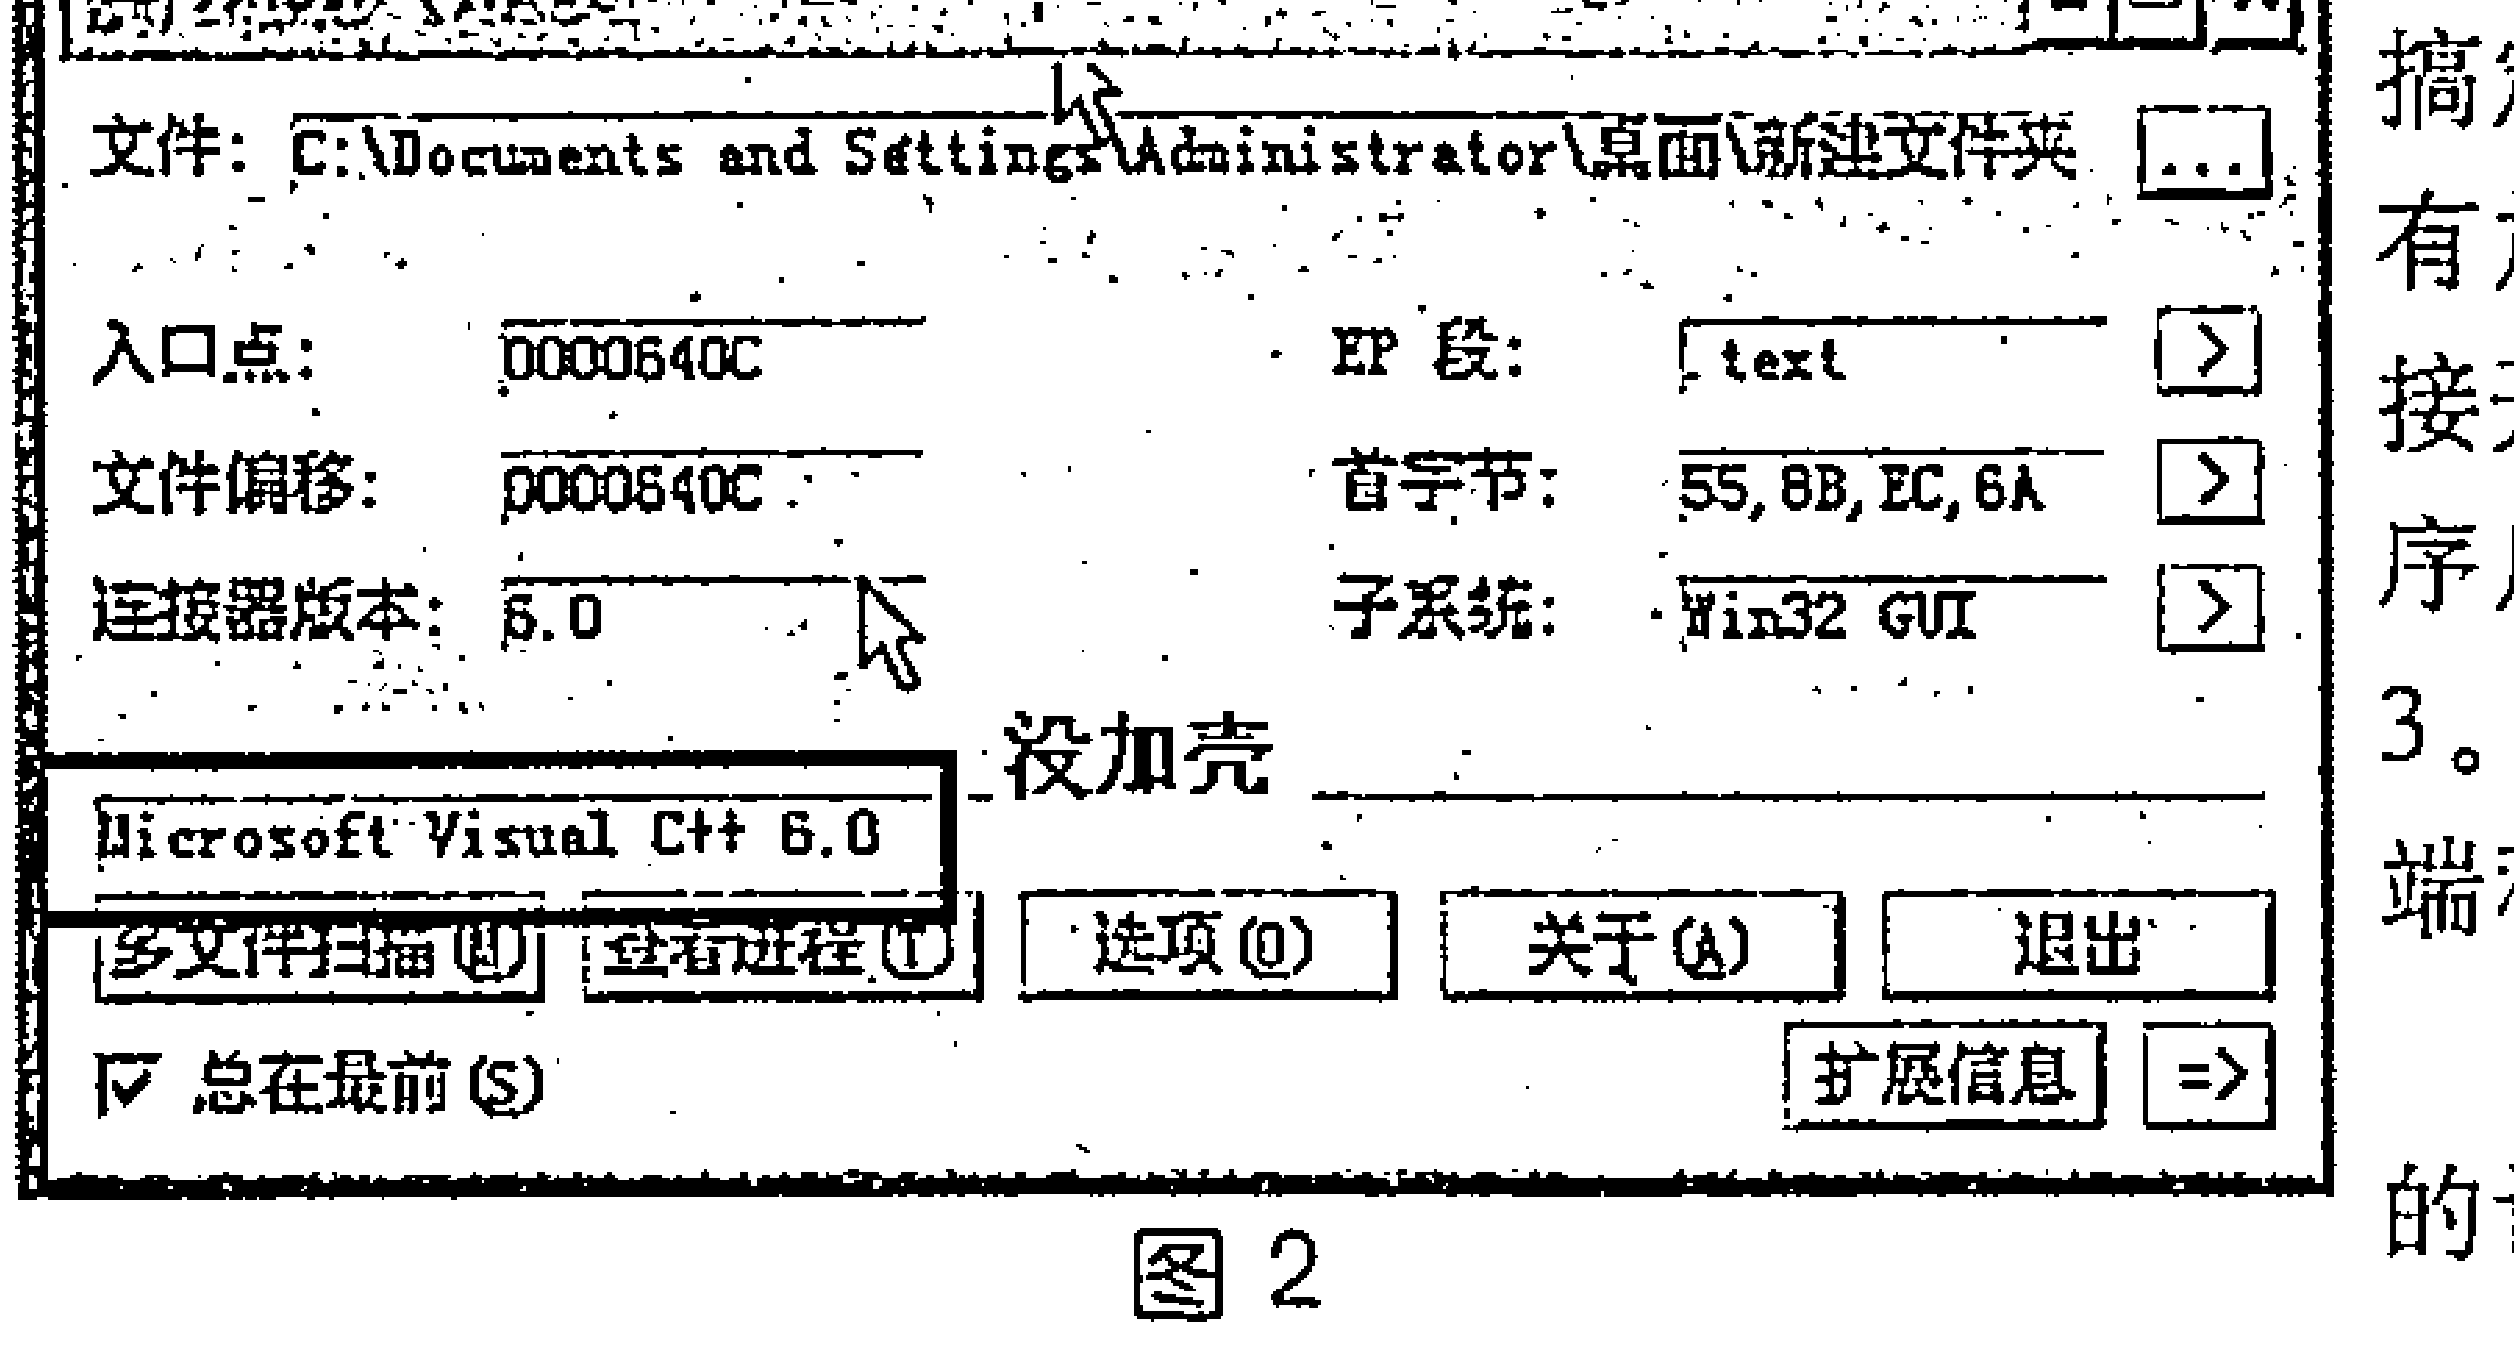 文件: C:\Documents and Settings\Administrator\桌面\新建文件夹 ...
入口点: 0000640C EP 段: .text >
文件偏移: 0000640C 首字节: 55,8B,EC,6A >
连接器版本: 6.0 子系统: Win32 GUI >
没加壳
Microsoft Visual C++ 6.0
多文件扫描(M) 查看进程(T) 选项(O) 关于(A) 退出
总在最前(S) 扩展信息 =>
图 2
搞
有
接
序
3。
端
的